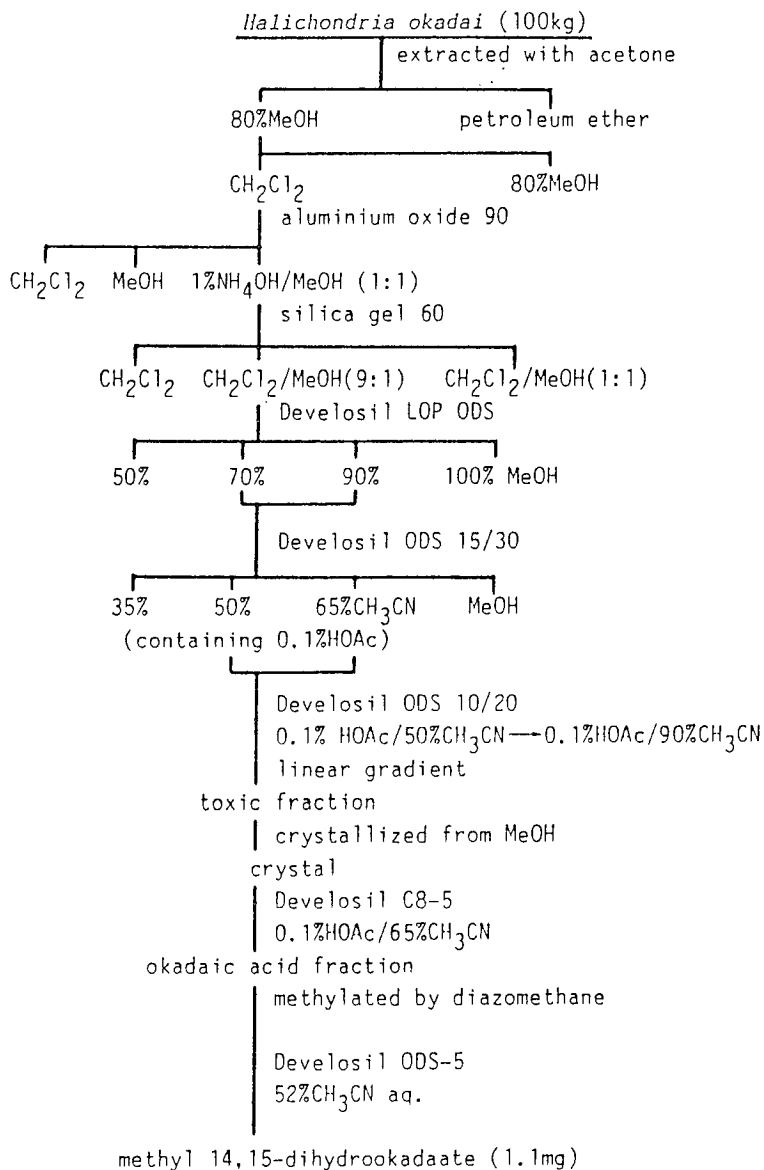 Halichondria okadai (100kg)
extracted with acetone
80%MeOH petroleum ether
CH₂Cl₂ 80%MeOH
aluminium oxide 90
CH₂Cl₂ MeOH 1%NH₄OH/MeOH (1:1)
silica gel 60
CH₂Cl₂ CH₂Cl₂/MeOH(9:1) CH₂Cl₂/MeOH(1:1)
Develosil LOP ODS
50% 70% 90% 100% MeOH
Develosil ODS 15/30
35% 50% 65%CH₃CN MeOH
(containing 0.1%HOAc)
Develosil ODS 10/20
0.1% HOAc/50%CH₃CN—0.1%HOAc/90%CH₃CN
linear gradient
toxic fraction
crystallized from MeOH
crystal
Develosil C8-5
0.1%HOAc/65%CH₃CN
okadaic acid fraction
methylated by diazomethane
Develosil ODS-5
52%CH₃CN aq.
methyl 14,15-dihydrookadaate (1.1mg)